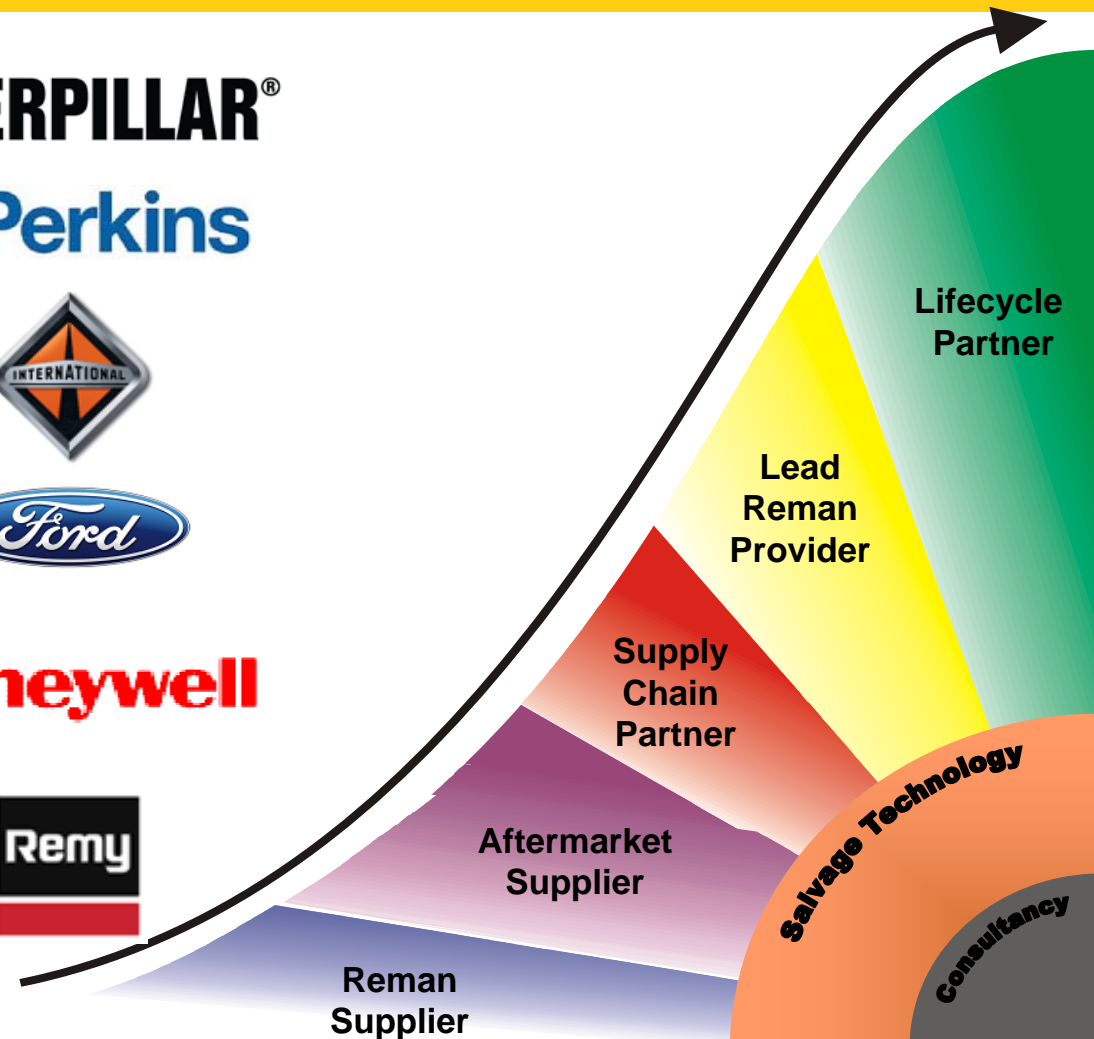 ERPILLAR®
Perkins
INTERNATIONAL
Ford
neywell
Remy
Lifecycle
Partner
Lead
Reman
Provider
Supply
Chain
Partner
Aftermarket
Supplier
Reman
Supplier
Salvage Technology
Consultancy